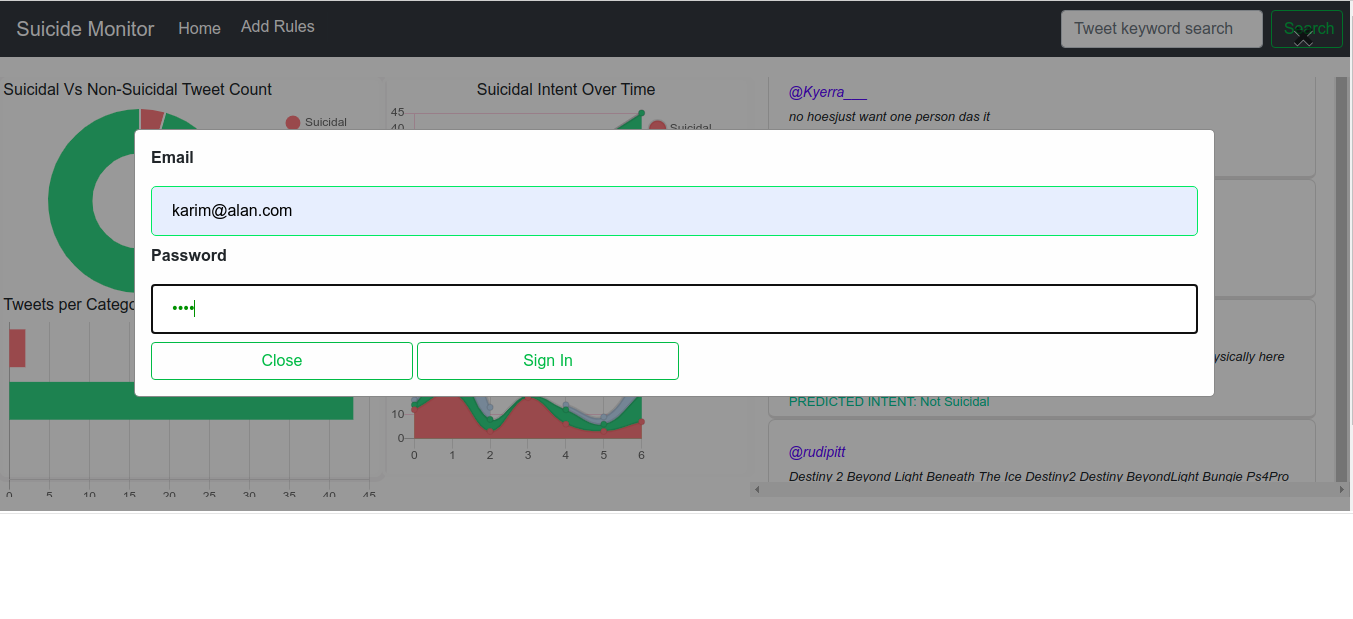 Suicide Monitor Home Add Rules Tweet keyword search Search
Suicidal Vs Non-Suicidal Tweet Count
Suicidal
Suicidal Intent Over Time
45
40
Suicidal
@Kyerra___
no hoesjust want one person das it
Email
karim@alan.com
Password
••••
Close Sign In
Tweets per Catego
0 5 10 15 20 25 30 35 40 45
10
0
0 1 2 3 4 5 6
ysically here
PREDICTED INTENT: Not Suicidal
@rudipitt
Destiny 2 Beyond Light Beneath The Ice Destiny2 Destiny BeyondLight Bungie Ps4Pro